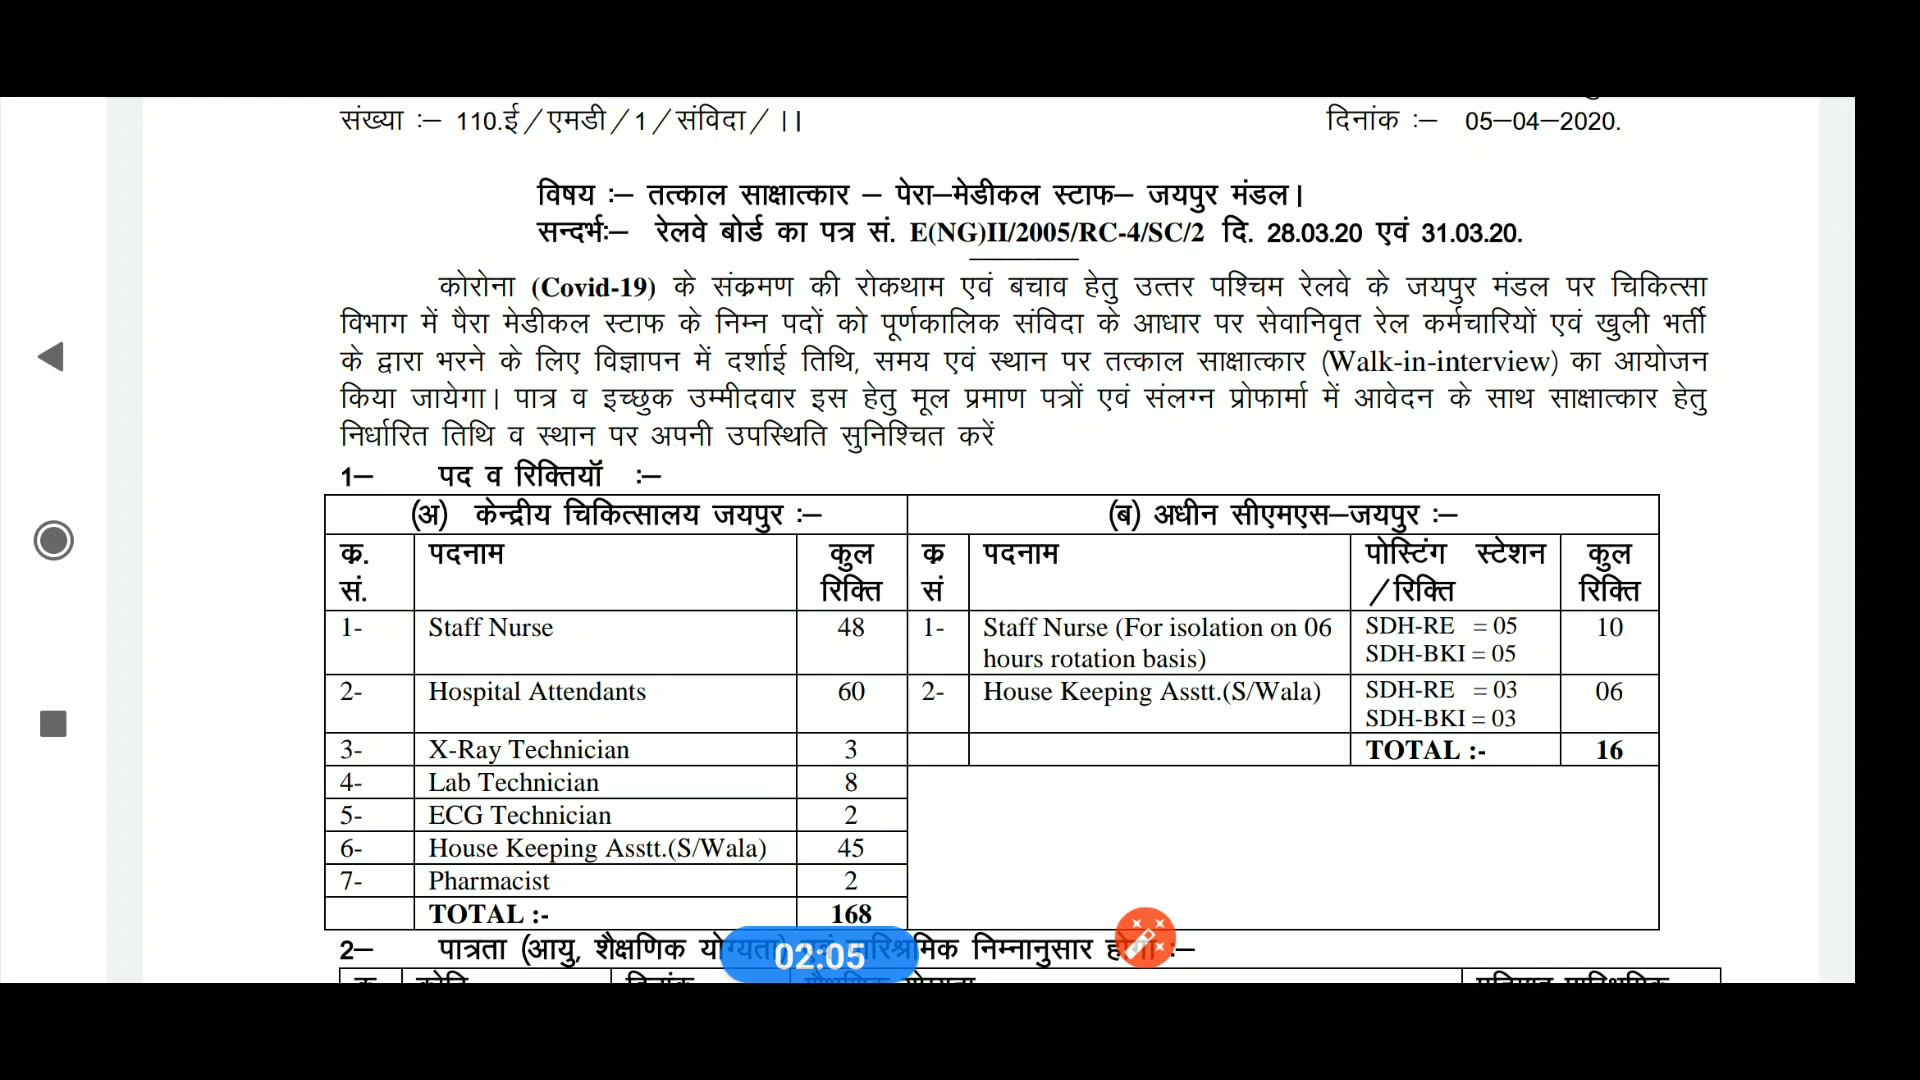 संख्या :– 110.ई/एमडी/1/संविदा/।। दिनांक :– 05–04–2020.
विषय :– तत्काल साक्षात्कार – पेरा–मेडीकल स्टाफ– जयपुर मंडल।
सन्दर्भः– रेलवे बोर्ड का पत्र सं. E(NG)II/2005/RC-4/SC/2 दि. 28.03.20 एवं 31.03.20.
कोरोना (Covid-19) के संक्रमण की रोकथाम एवं बचाव हेतु उत्तर पश्चिम रेलवे के जयपुर मंडल पर चिकित्सा
विभाग में पैरा मेडीकल स्टाफ के निम्न पदों को पूर्णकालिक संविदा के आधार पर सेवानिवृत रेल कर्मचारियों एवं खुली भर्ती
के द्वारा भरने के लिए विज्ञापन में दर्शाई तिथि, समय एवं स्थान पर तत्काल साक्षात्कार (Walk-in-interview) का आयोजन
किया जायेगा। पात्र व इच्छुक उम्मीदवार इस हेतु मूल प्रमाण पत्रों एवं संलग्न प्रोफार्मा में आवेदन के साथ साक्षात्कार हेतु
निर्धारित तिथि व स्थान पर अपनी उपस्थिति सुनिश्चित करें
1– पद व रिक्तियॉ :–
(अ) केन्द्रीय चिकित्सालय जयपुर :– (ब) अधीन सीएमएस–जयपुर :–
क्र. पदनाम कुल क्र पदनाम पोस्टिंग स्टेशन कुल
सं. रिक्ति सं /रिक्ति रिक्ति
1- Staff Nurse 48 1- Staff Nurse (For isolation on 06 SDH-RE = 05 10
hours rotation basis) SDH-BKI = 05
2- Hospital Attendants 60 2- House Keeping Asstt.(S/Wala) SDH-RE = 03 06
SDH-BKI = 03
3- X-Ray Technician 3 TOTAL :- 16
4- Lab Technician 8
5- ECG Technician 2
6- House Keeping Asstt.(S/Wala) 45
7- Pharmacist 2
TOTAL :- 168
2– पात्रता (आयु, शैक्षणिक योग्यता) निम्नानुसार :–
02:05